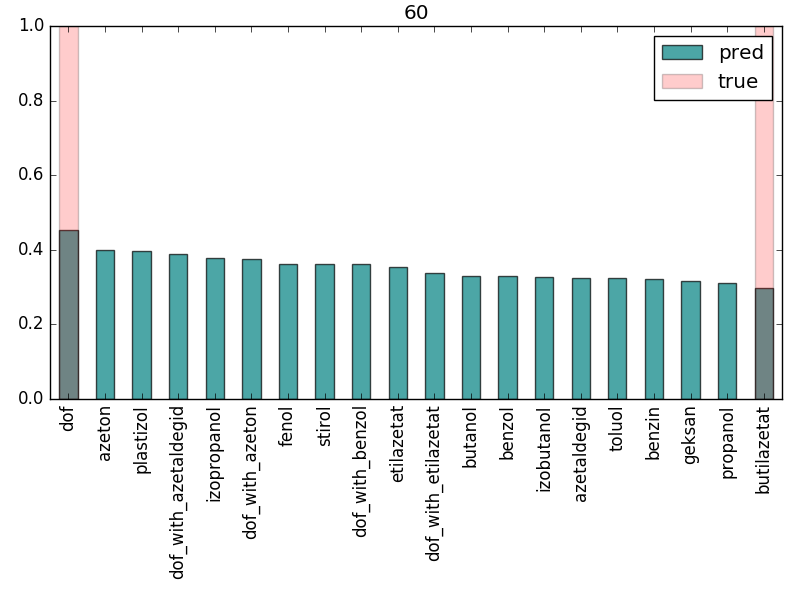 60
1.0
0.8
0.6
0.4
0.2
0.0
pred
true
dof
azeton
plastizol
dof_with_azetaldegid
izopropanol
dof_with_azeton
fenol
stirol
dof_with_benzol
etilazetat
dof_with_etilazetat
butanol
benzol
izobutanol
azetaldegid
toluol
benzin
geksan
propanol
butilazetat